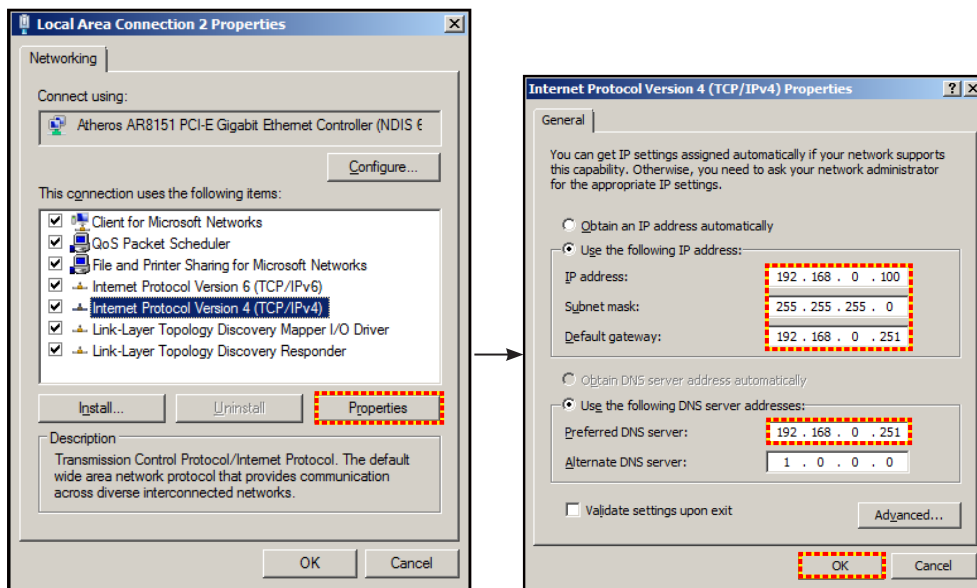 Local Area Connection 2 Properties
Networking
Connect using:
Atheros AR8151 PCI-E Gigabit Ethernet Controller (NDIS 6
Configure...
This connection uses the following items:
Client for Microsoft Networks
QoS Packet Scheduler
File and Printer Sharing for Microsoft Networks
Internet Protocol Version 6 (TCP/IPv6)
Internet Protocol Version 4 (TCP/IPv4)
Link-Layer Topology Discovery Mapper I/O Driver
Link-Layer Topology Discovery Responder
Install...
Uninstall
Properties
Description
Transmission Control Protocol/Internet Protocol. The default
wide area network protocol that provides communication
across diverse interconnected networks.
OK
Cancel
Internet Protocol Version 4 (TCP/IPv4) Properties
General
You can get IP settings assigned automatically if your network supports
this capability. Otherwise, you need to ask your network administrator
for the appropriate IP settings.
Obtain an IP address automatically
Use the following IP address:
IP address: 192 . 168 . 0 . 100
Subnet mask: 255 . 255 . 255 . 0
Default gateway: 192 . 168 . 0 . 251
Obtain DNS server address automatically
Use the following DNS server addresses:
Preferred DNS server: 192 . 168 . 0 . 251
Alternate DNS server: 1 . 0 . 0 . 0
Validate settings upon exit
Advanced...
OK
Cancel